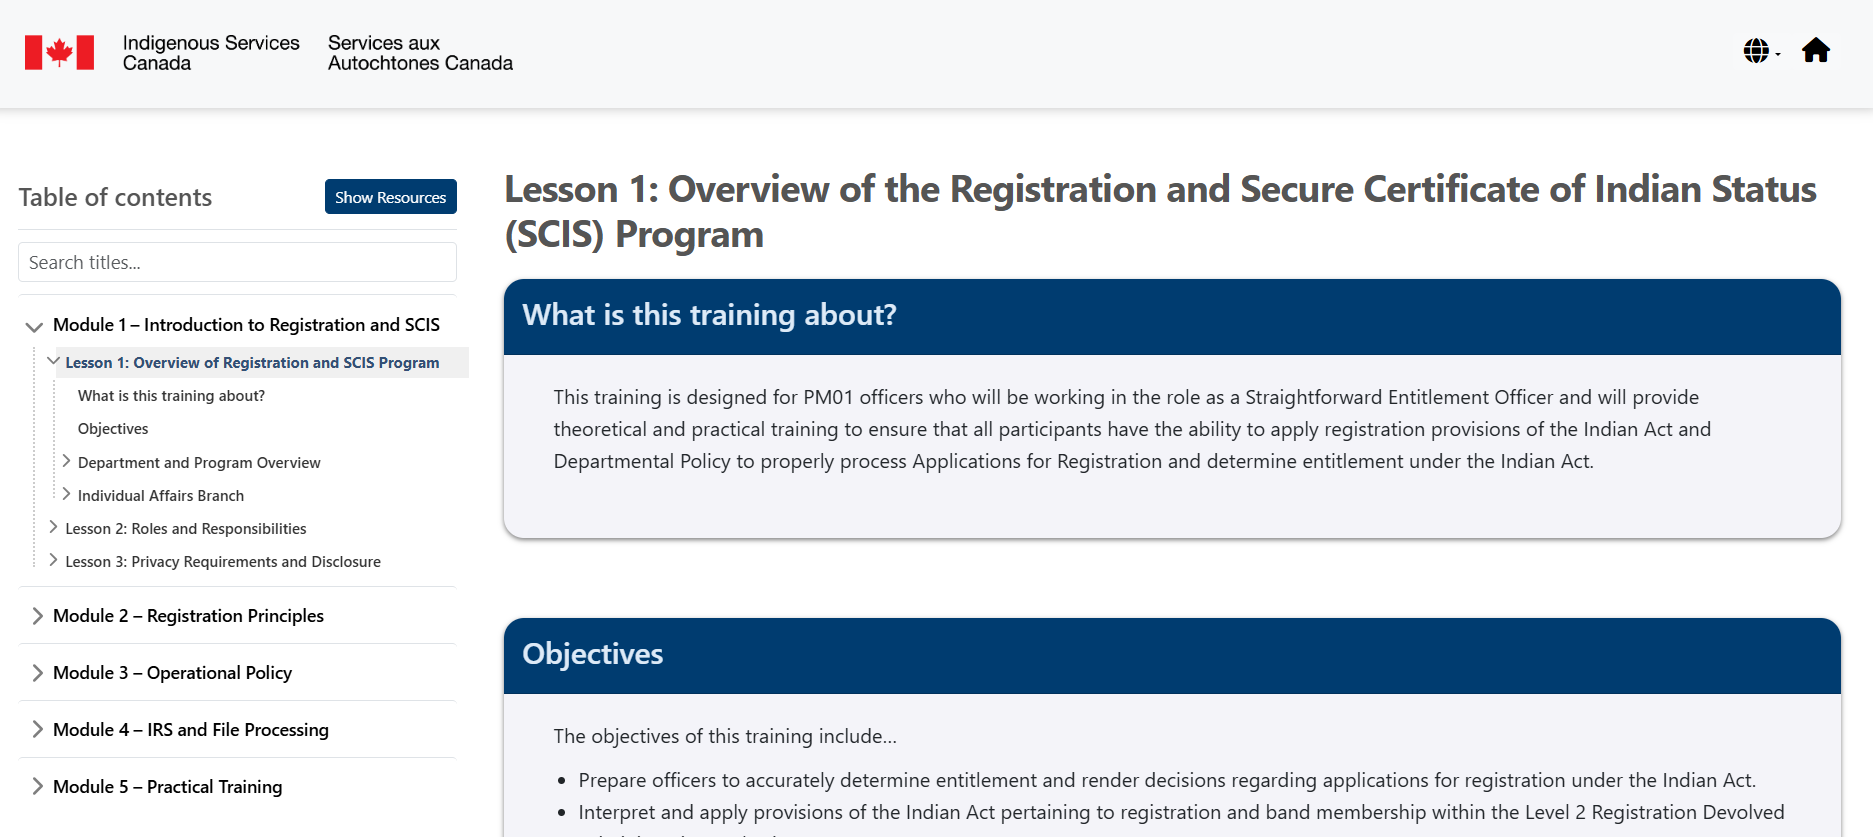 Indigenous Services
Canada
Services aux
Autochtones Canada
Table of contents
Show Resources
Search titles...
Module 1 – Introduction to Registration and SCIS
Lesson 1: Overview of Registration and SCIS Program
What is this training about?
Objectives
Department and Program Overview
Individual Affairs Branch
Lesson 2: Roles and Responsibilities
Lesson 3: Privacy Requirements and Disclosure
Module 2 – Registration Principles
Module 3 – Operational Policy
Module 4 – IRS and File Processing
Module 5 – Practical Training
Lesson 1: Overview of the Registration and Secure Certificate of Indian Status
(SCIS) Program
What is this training about?
This training is designed for PM01 officers who will be working in the role as a Straightforward Entitlement Officer and will provide
theoretical and practical training to ensure that all participants have the ability to apply registration provisions of the Indian Act and
Departmental Policy to properly process Applications for Registration and determine entitlement under the Indian Act.
Objectives
The objectives of this training include...
• Prepare officers to accurately determine entitlement and render decisions regarding applications for registration under the Indian Act.
• Interpret and apply provisions of the Indian Act pertaining to registration and band membership within the Level 2 Registration Devolved